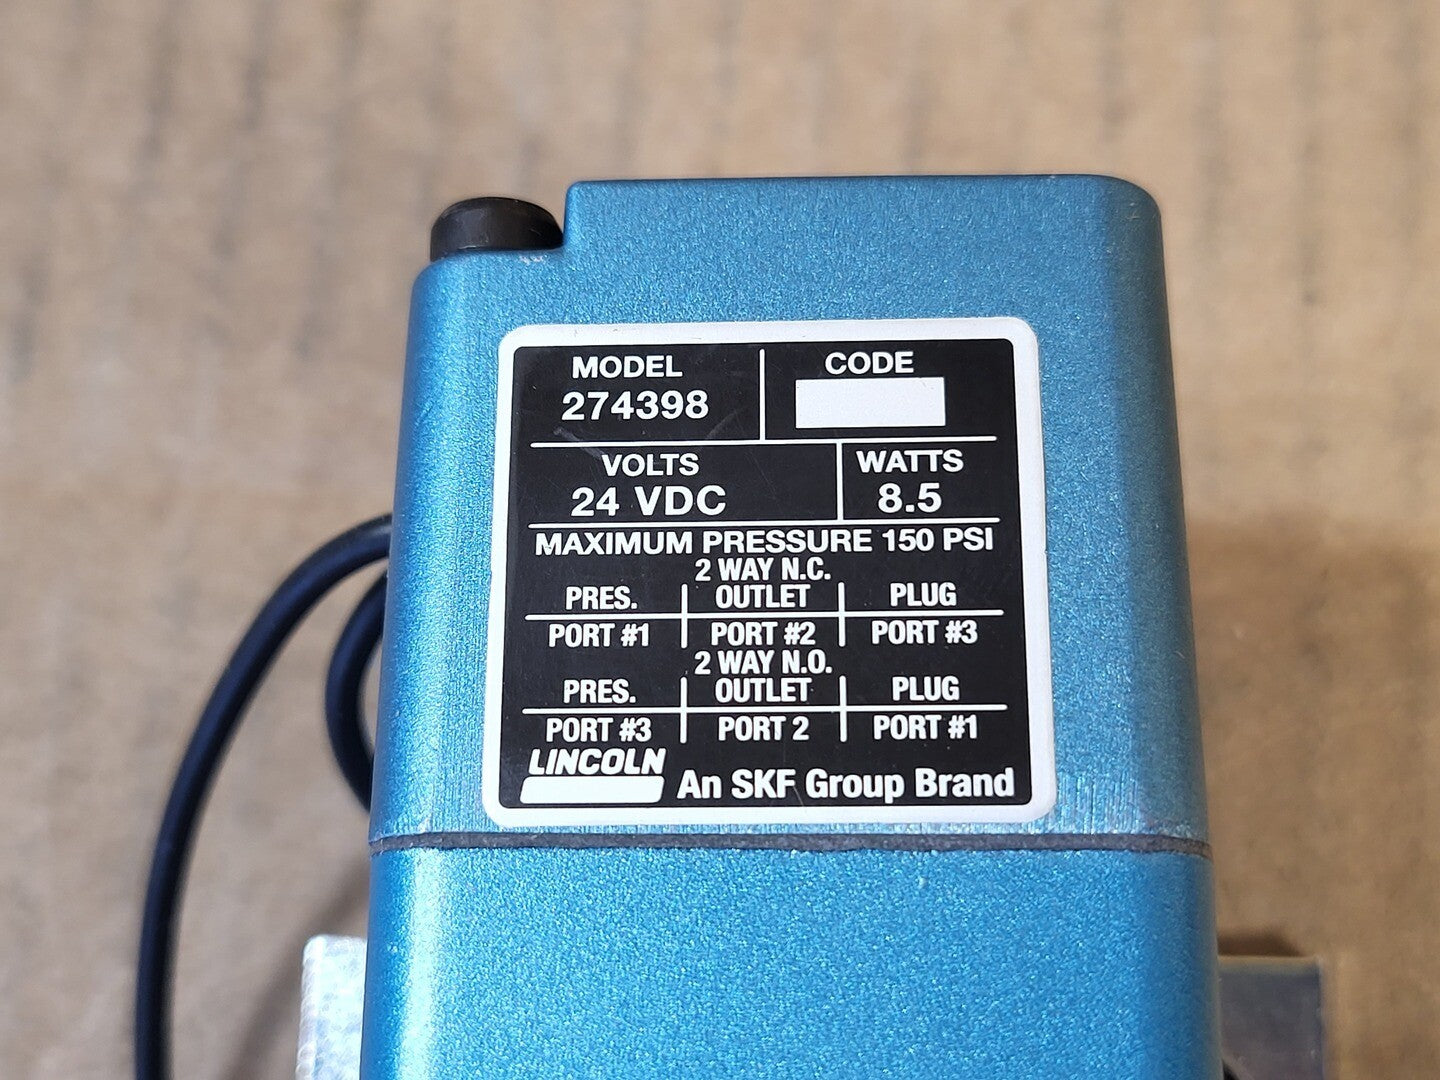 MODEL CODE
274398
VOLTS WATTS
24 VDC 8.5
MAXIMUM PRESSURE 150 PSI
2 WAY N.C.
PRES. OUTLET PLUG
PORT #1 PORT #2 PORT #3
2 WAY N.O.
PRES. OUTLET PLUG
PORT #3 PORT 2 PORT #1
LINCOLN An SKF Group Brand